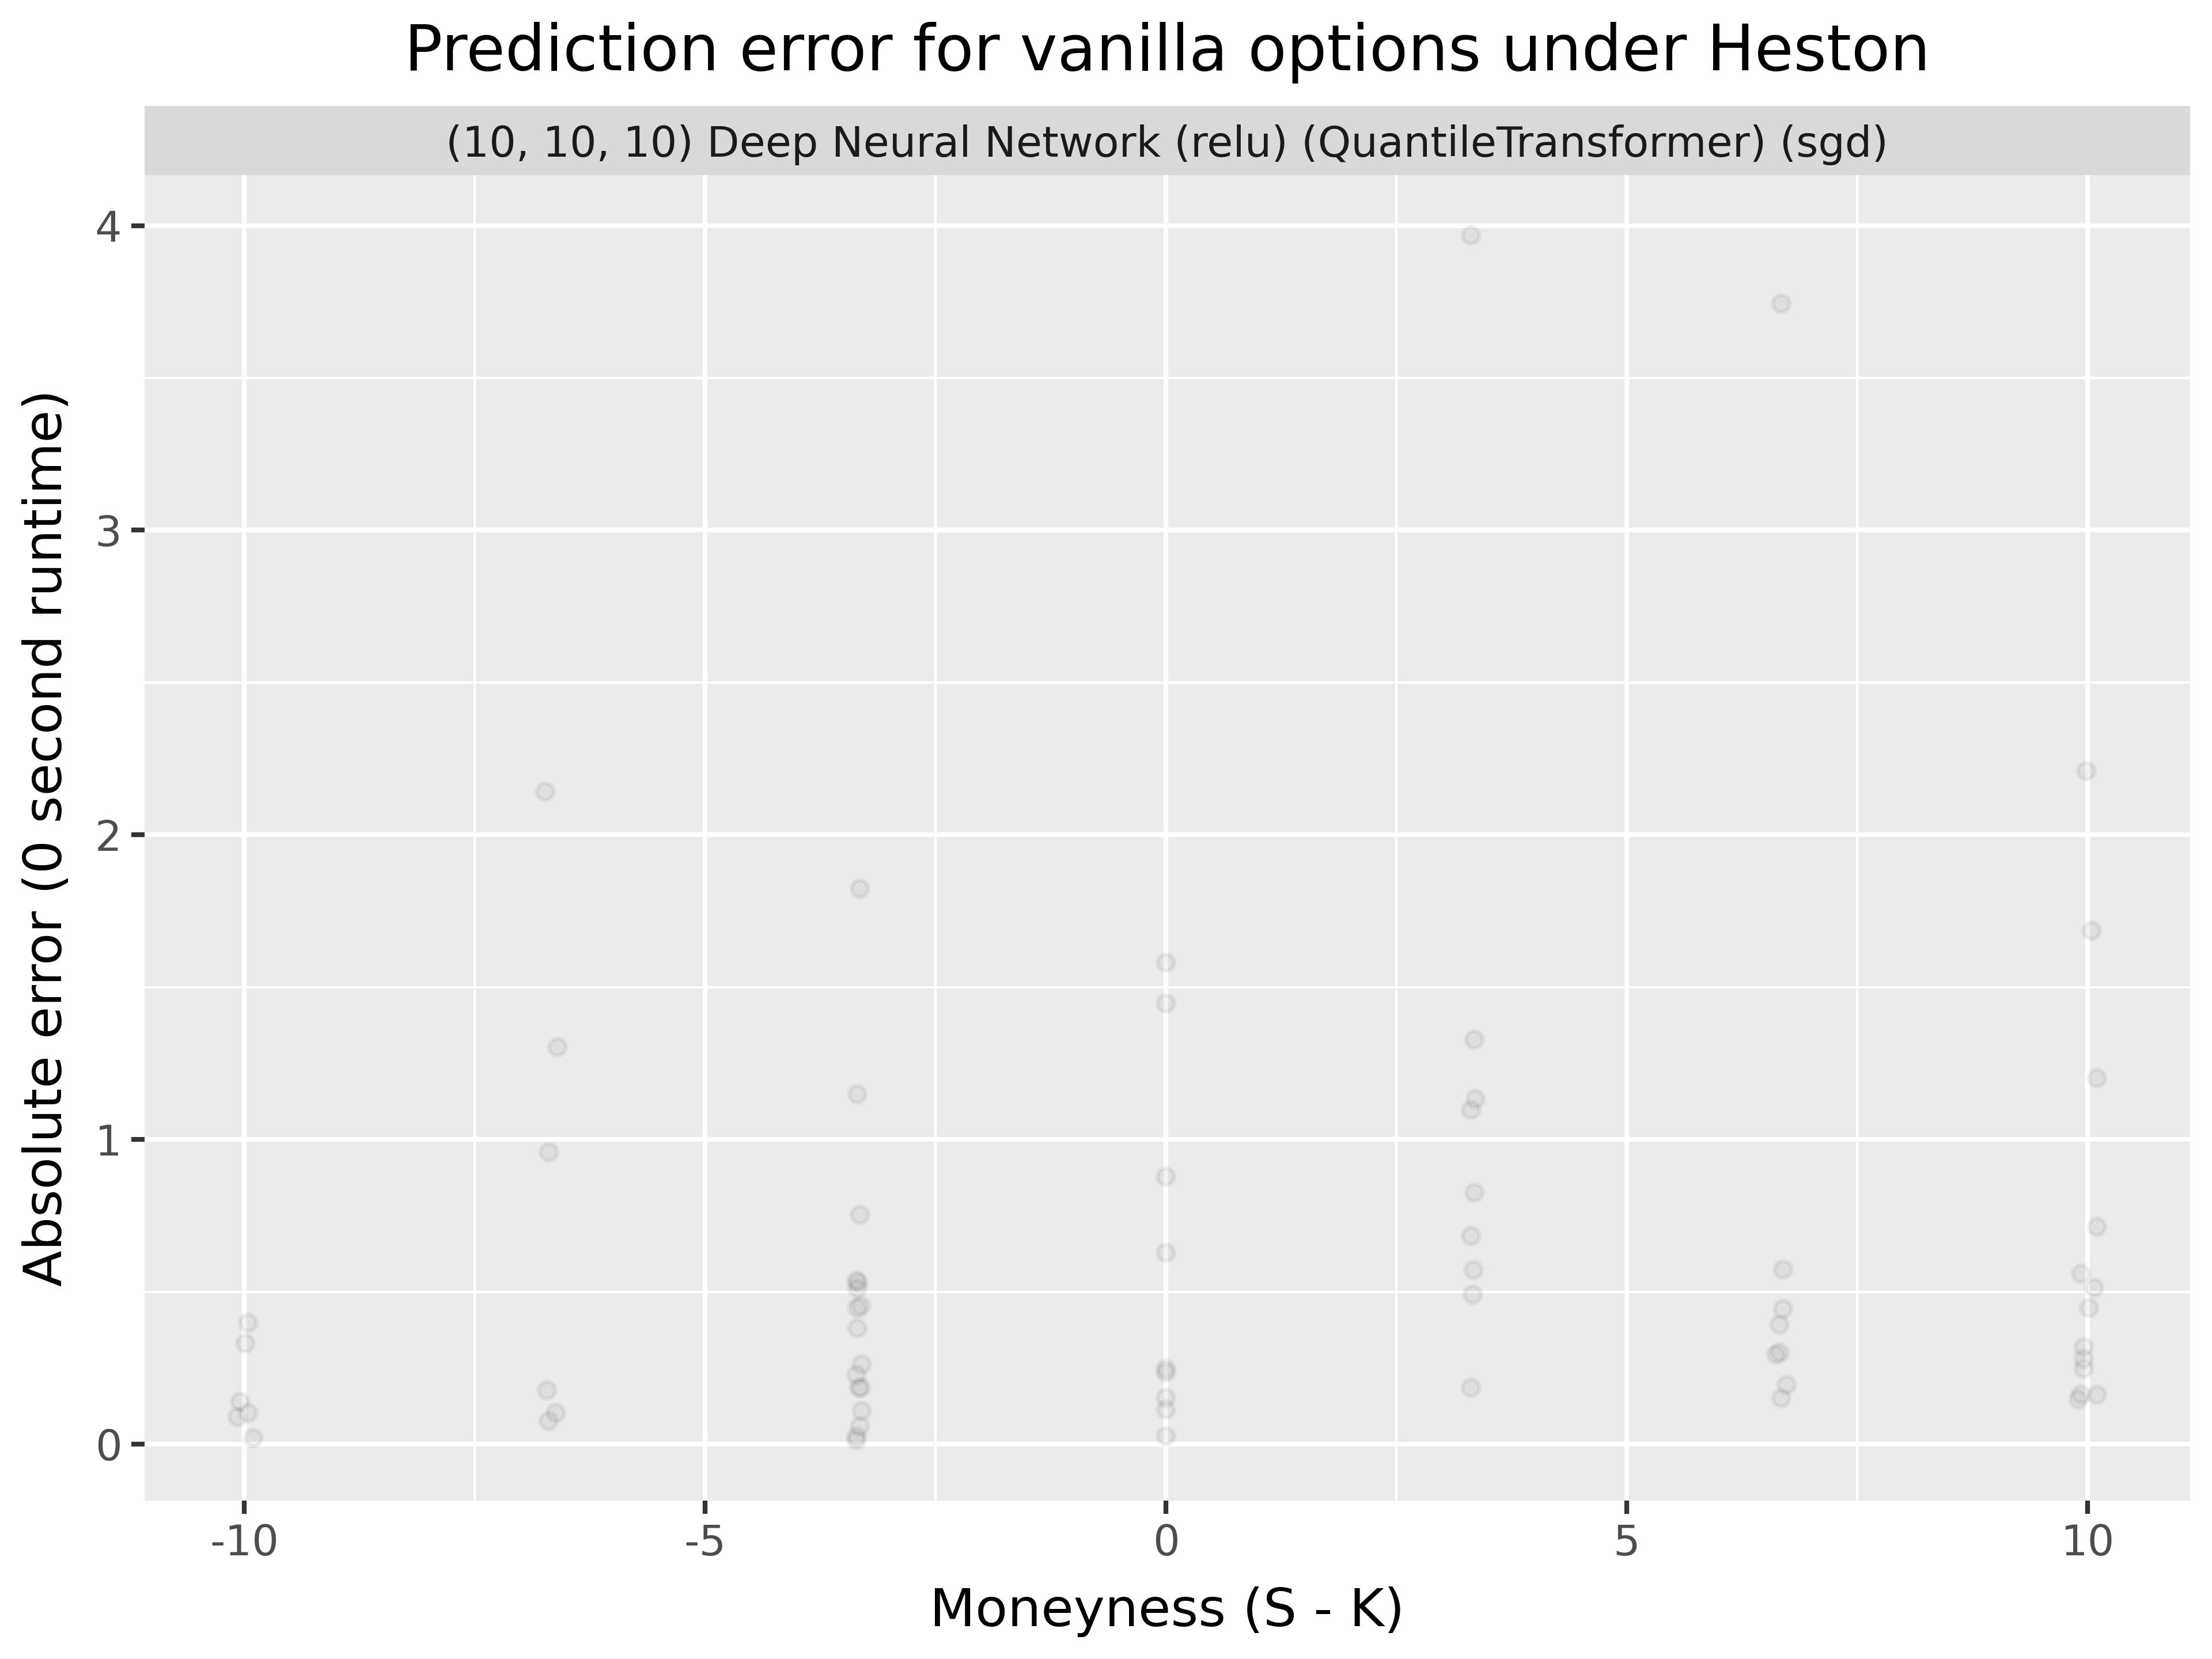 Prediction error for vanilla options under Heston
(10, 10, 10) Deep Neural Network (relu) (QuantileTransformer) (sgd)
Absolute error (0 second runtime)
4
3
2
1
0
-10 -5 0 5 10
Moneyness (S - K)